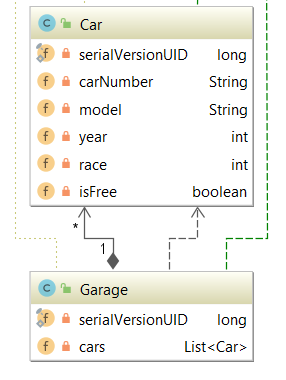 Car
serialVersionUID long
carNumber String
model String
year int
race int
isFree boolean
*
1
Garage
serialVersionUID long
cars List<Car>